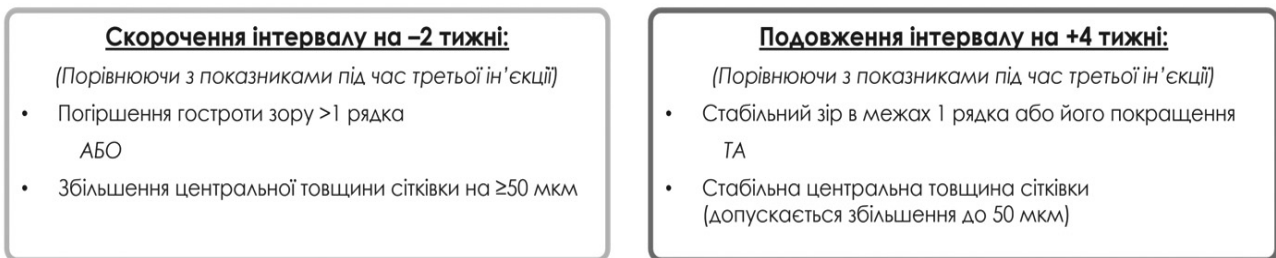 Скорочення інтервалу на –2 тижні:
(Порівнюючи з показниками під час третьої ін’єкції)
• Погіршення гостроти зору >1 рядка
АБО
• Збільшення центральної товщини сітківки на ≥50 мкм
Подовження інтервалу на +4 тижні:
(Порівнюючи з показниками під час третьої ін’єкції)
• Стабільний зір в межах 1 рядка або його покращення
ТА
• Стабільна центральна товщина сітківки
(допускається збільшення до 50 мкм)